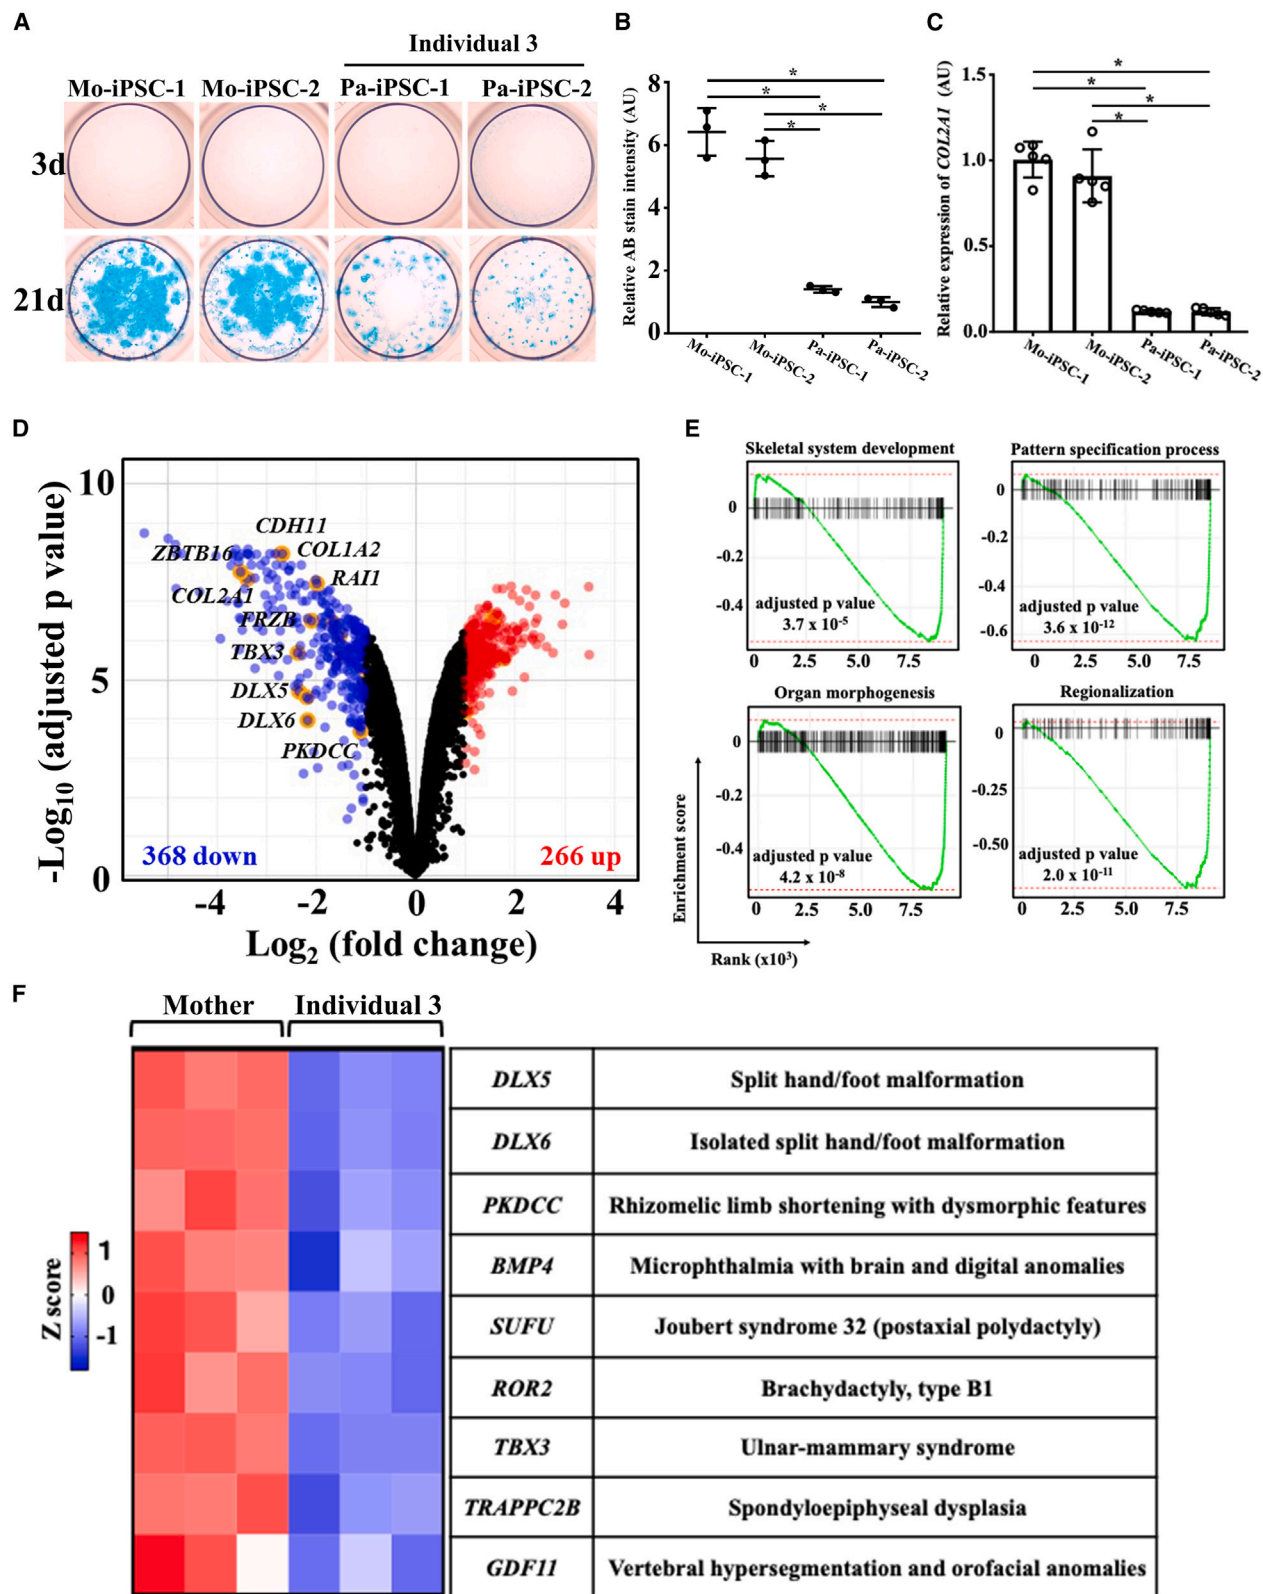 A
Individual 3
Mo-iPSC-1 Mo-iPSC-2 Pa-iPSC-1 Pa-iPSC-2
3d
21d
B
Relative AB stain intensity (AU)
8
6
4
2
0
* * * *
Mo-iPSC-1 Mo-iPSC-2 Pa-iPSC-1 Pa-iPSC-2
C
Relative expression of COL2A1 (AU)
1.5
1.0
0.5
0.0
* * * *
Mo-iPSC-1 Mo-iPSC-2 Pa-iPSC-1 Pa-iPSC-2
D
-Log10 (adjusted p value)
10
5
0
CDH11
ZBTB16
COL1A2
RAI1
COL2A1
FRZB
TBX3
DLX5
DLX6
PKDCC
368 down
266 up
-4 -2 0 2 4
Log2 (fold change)
E
Skeletal system development
0
-0.2
-0.4
adjusted p value
3.7 x 10-5
0 2.5 5.0 7.5
Pattern specification process
0
-0.2
-0.4
-0.6
adjusted p value
3.6 x 10-12
0 2.5 5.0 7.5
Organ morphogenesis
0
-0.2
-0.4
adjusted p value
4.2 x 10-8
0 2.5 5.0 7.5
Regionalization
0
-0.25
-0.50
adjusted p value
2.0 x 10-11
0 2.5 5.0 7.5
Enrichment score
Rank (x103)
F
Mother Individual 3
Z score
1
0
-1
DLX5 Split hand/foot malformation
DLX6 Isolated split hand/foot malformation
PKDCC Rhizomelic limb shortening with dysmorphic features
BMP4 Microphthalmia with brain and digital anomalies
SUFU Joubert syndrome 32 (postaxial polydactyly)
ROR2 Brachydactyly, type B1
TBX3 Ulnar-mammary syndrome
TRAPPC2B Spondyloepiphyseal dysplasia
GDF11 Vertebral hypersegmentation and orofacial anomalies